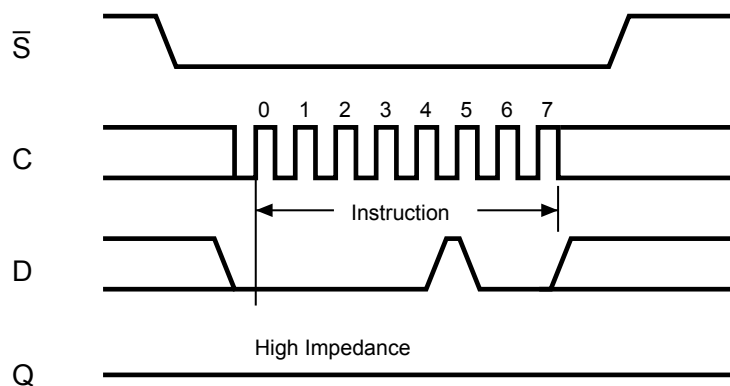 S̅
0 1 2 3 4 5 6 7
C
Instruction
D
High Impedance
Q